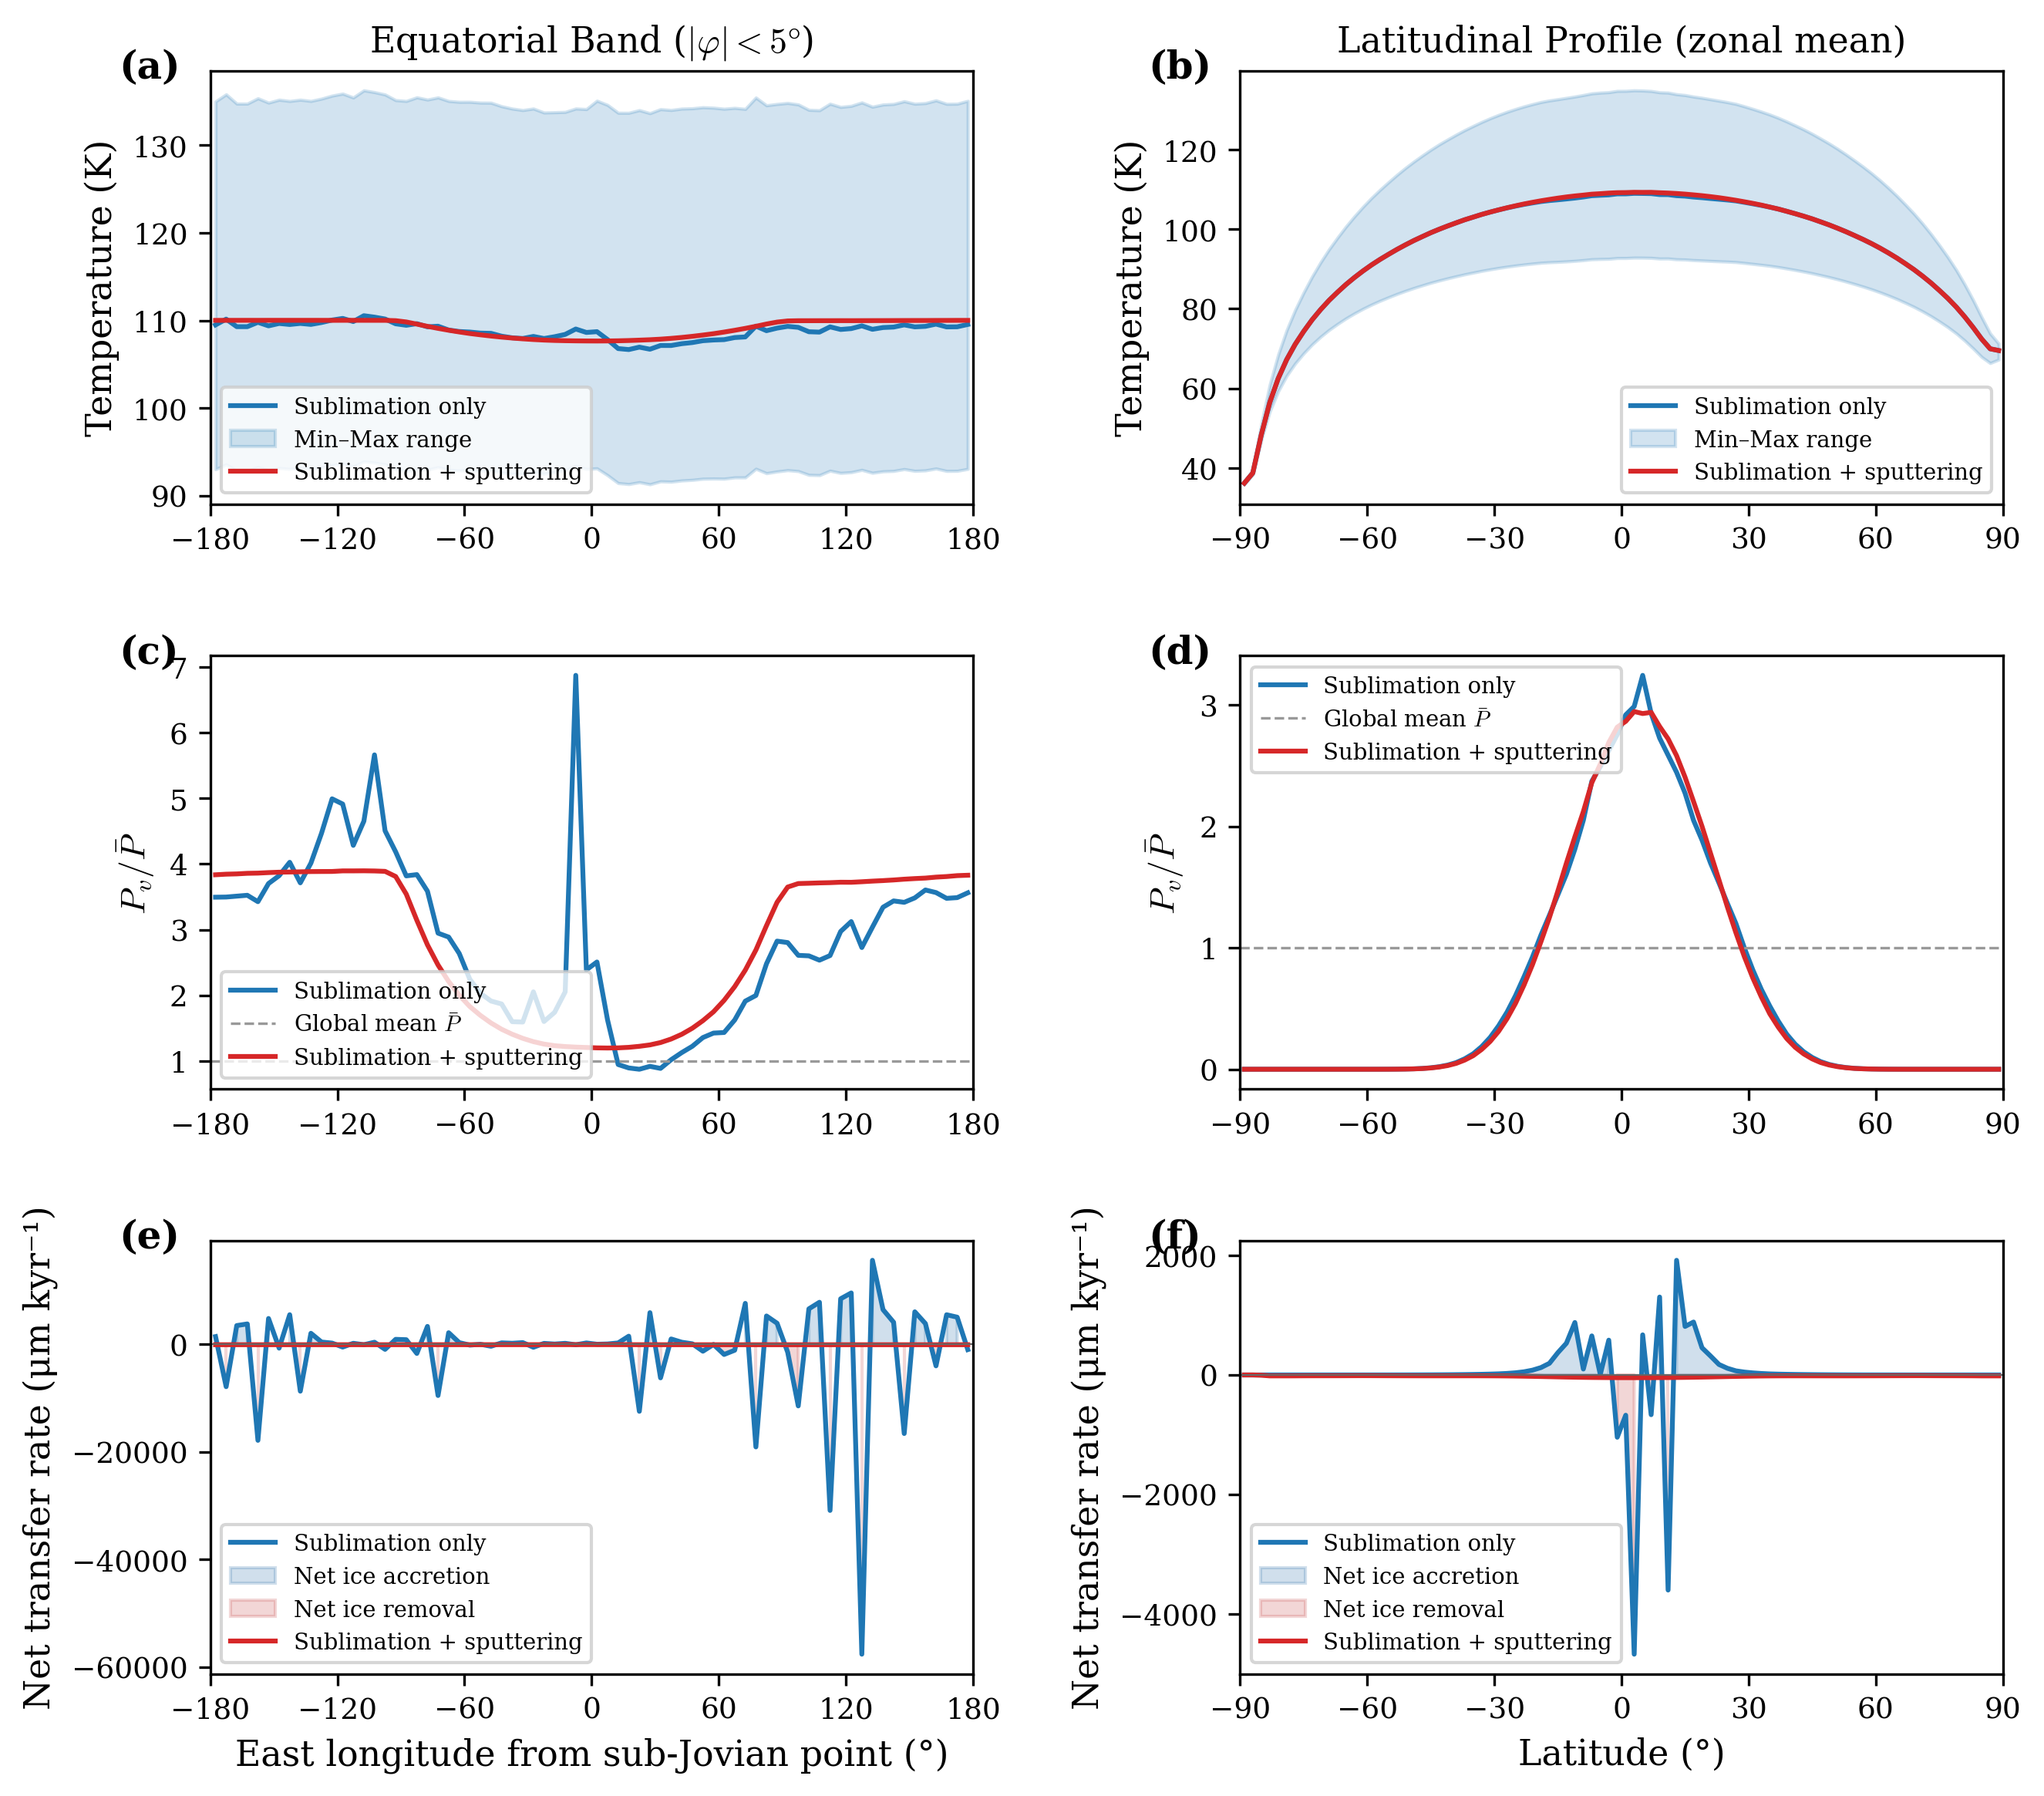 Equatorial Band (|φ| < 5°)
Latitudinal Profile (zonal mean)
(a)
Temperature (K)
130
120
110
100
90
Sublimation only
Min–Max range
Sublimation + sputtering
−180 −120 −60 0 60 120 180
(b)
Temperature (K)
120
100
80
60
40
Sublimation only
Min–Max range
Sublimation + sputtering
−90 −60 −30 0 30 60 90
(c)
P_v/P̄
7
6
5
4
3
2
1
Sublimation only
Global mean P̄
Sublimation + sputtering
−180 −120 −60 0 60 120 180
(d)
P_v/P̄
3
2
1
0
Sublimation only
Global mean P̄
Sublimation + sputtering
−90 −60 −30 0 30 60 90
(e)
Net transfer rate (μm kyr⁻¹)
0
−20000
−40000
−60000
Sublimation only
Net ice accretion
Net ice removal
Sublimation + sputtering
−180 −120 −60 0 60 120 180
East longitude from sub-Jovian point (°)
(f)
Net transfer rate (μm kyr⁻¹)
2000
0
−2000
−4000
Sublimation only
Net ice accretion
Net ice removal
Sublimation + sputtering
−90 −60 −30 0 30 60 90
Latitude (°)